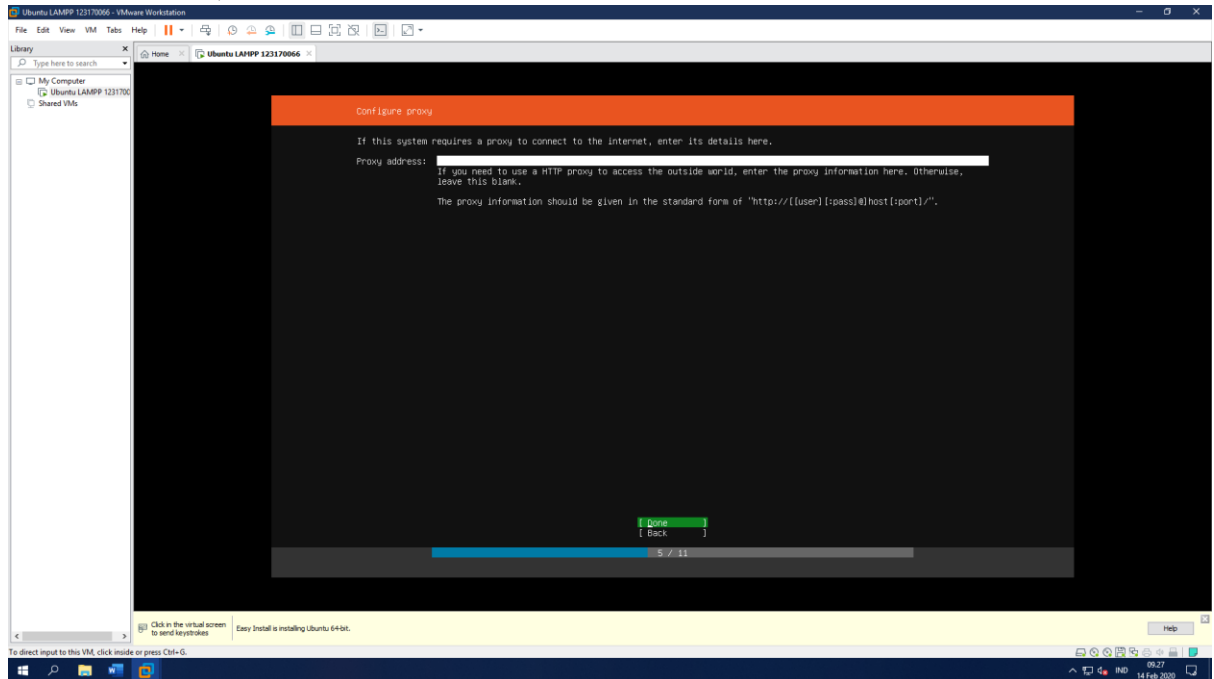 Ubuntu LAMPP 123170066 - VMware Workstation
File Edit View VM Tabs Help
Library
Type here to search
My Computer
Ubuntu LAMPP 1231700
Shared VMs
Home
Ubuntu LAMPP 123170066
Configure proxy
If this system requires a proxy to connect to the internet, enter its details here.
Proxy address:
If you need to use a HTTP proxy to access the outside world, enter the proxy information here. Otherwise,
leave this blank.
The proxy information should be given in the standard form of "http://[[user][:pass]@]host[:port]/".
[ Done ]
[ Back ]
5 / 11
Click in the virtual screen
to send keystrokes
Easy Install is installing Ubuntu 64-bit.
Help
To direct input to this VM, click inside or press Ctrl+G.
IND
09.27
14 Feb 2020